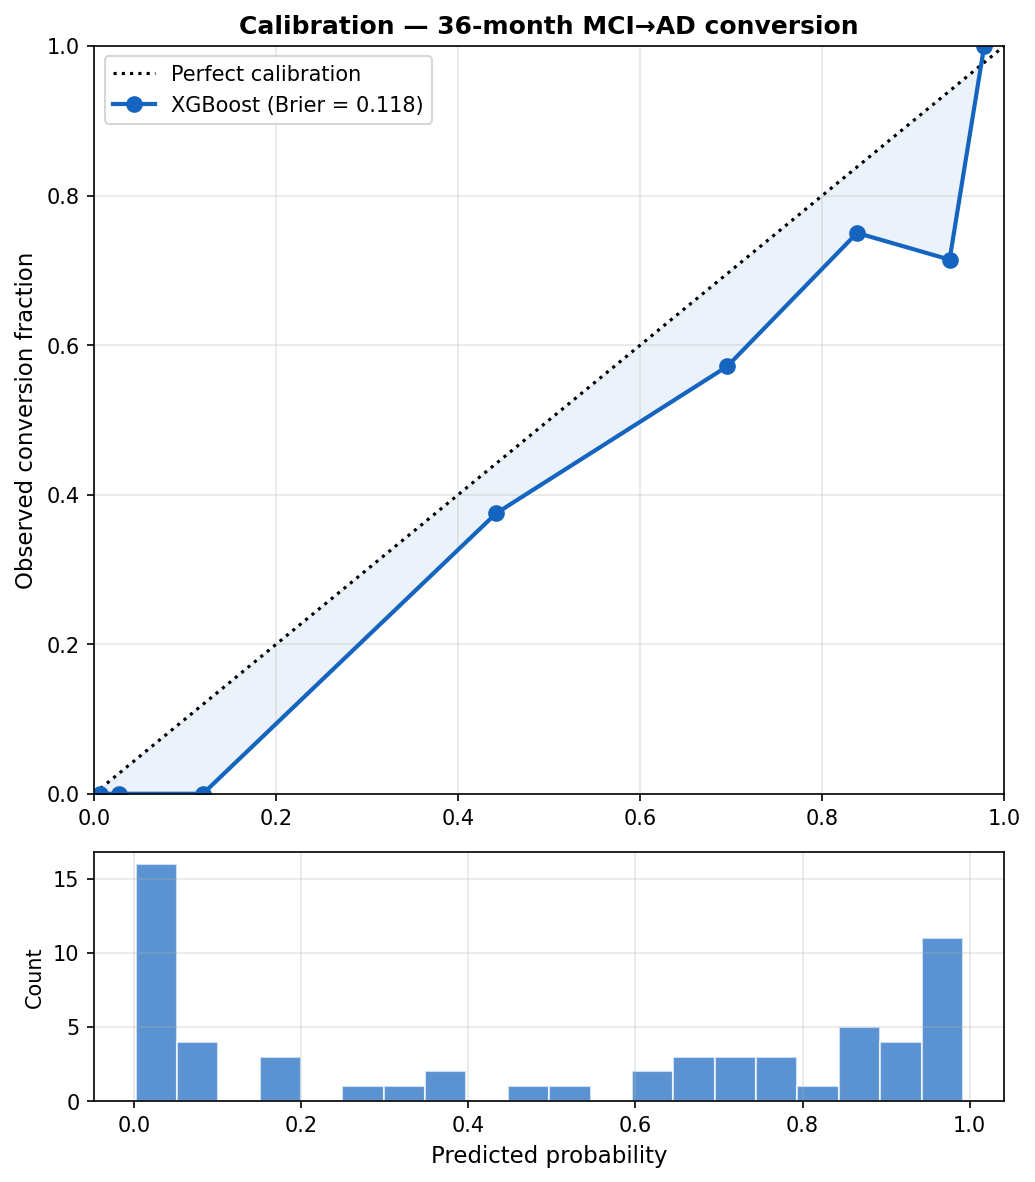 Calibration — 36-month MCI→AD conversion
Perfect calibration
XGBoost (Brier = 0.118)
Observed conversion fraction
1.0
0.8
0.6
0.4
0.2
0.0
0.0 0.2 0.4 0.6 0.8 1.0
Count
15
10
5
0
0.0 0.2 0.4 0.6 0.8 1.0
Predicted probability